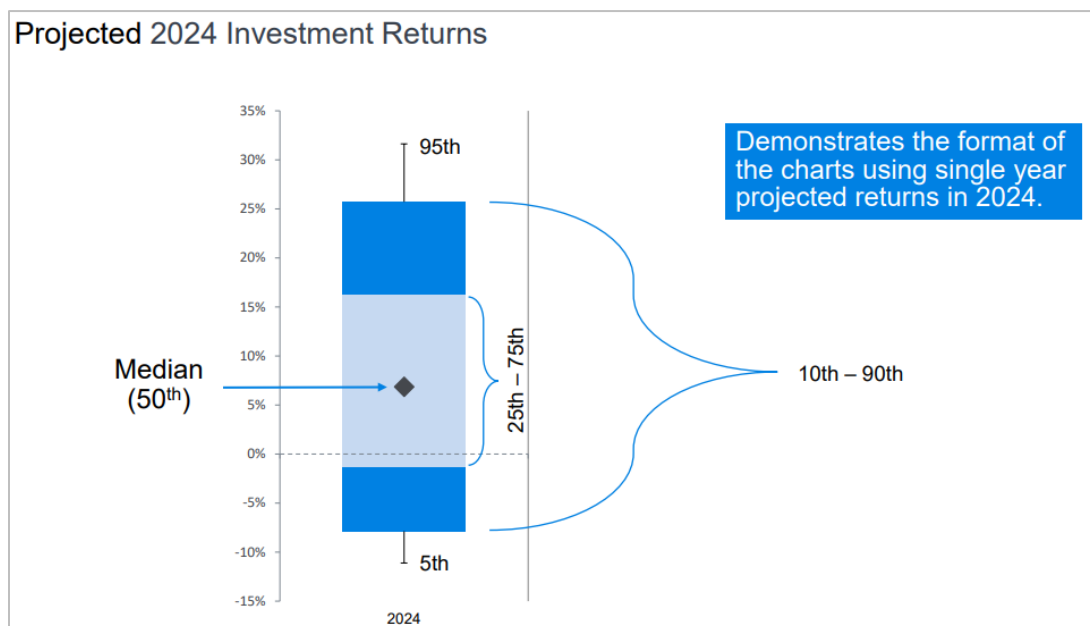 Projected 2024 Investment Returns
35%
30%
25%
20%
15%
10%
5%
0%
-5%
-10%
-15%
95th
Median
(50th)
25th – 75th
5th
2024
10th – 90th
Demonstrates the format of
the charts using single year
projected returns in 2024.